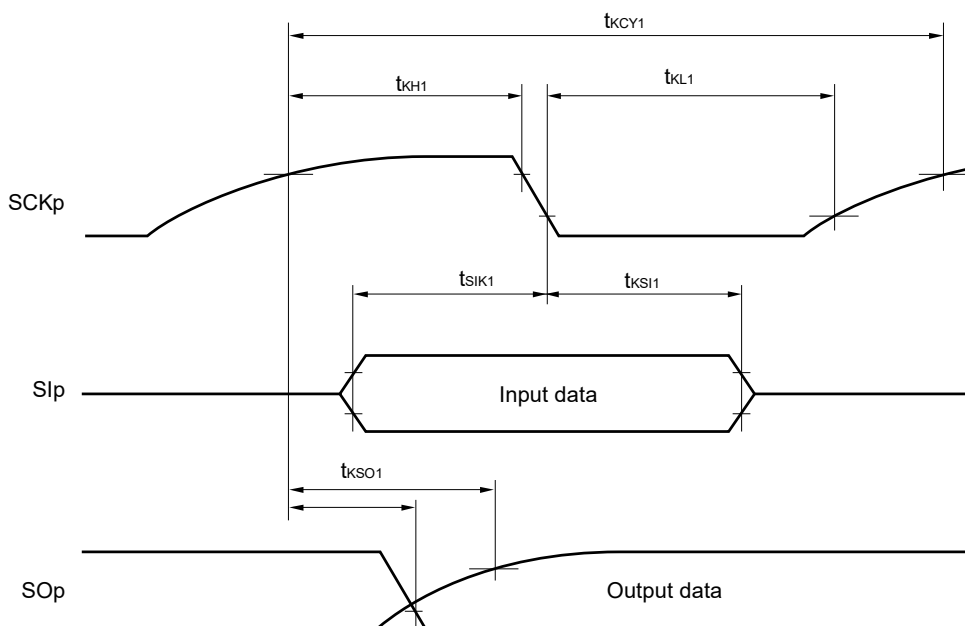 tKCY1
tKH1
tKL1
SCKp
tSIK1
tKSI1
SIp
Input data
tKSO1
SOp
Output data